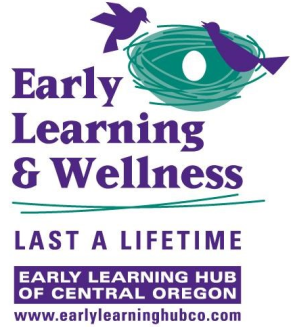 Early
Learning
& Wellness
LAST A LIFETIME
EARLY LEARNING HUB
OF CENTRAL OREGON
www.earlylearninghubco.com